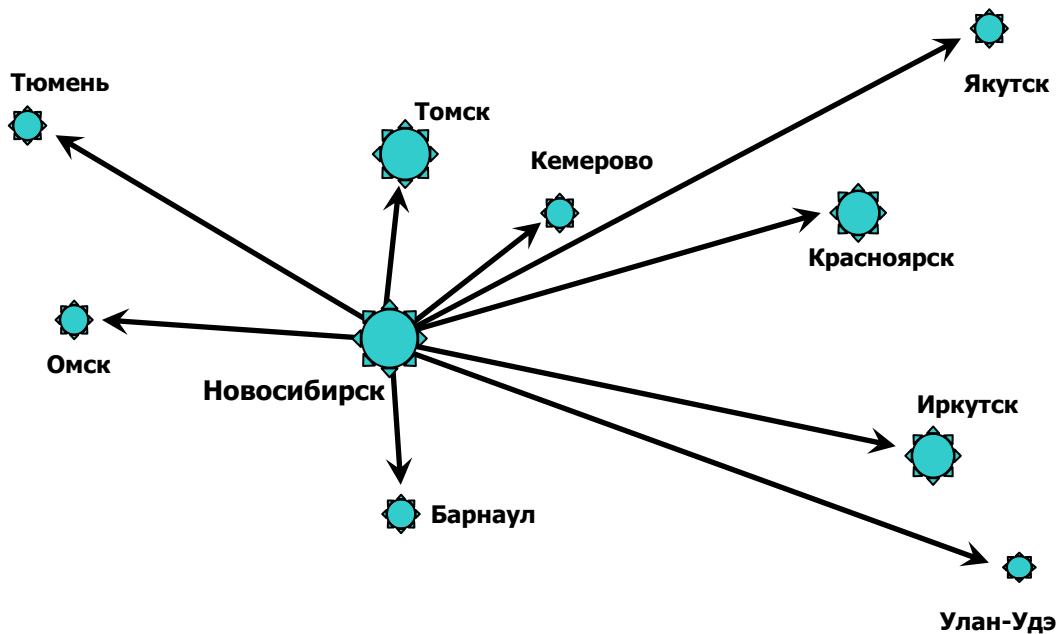 Якутск
Тюмень
Томск
Кемерово
Красноярск
Омск
Новосибирск
Иркутск
Барнаул
Улан-Удэ